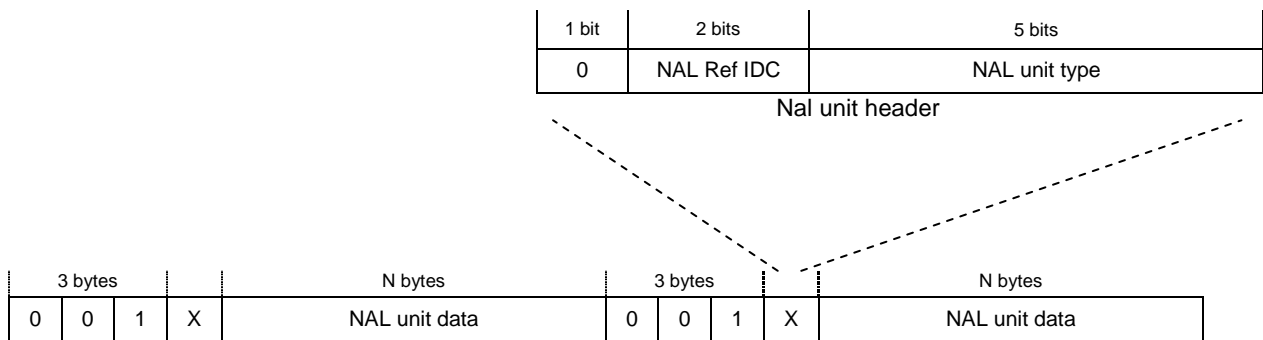 1 bit 2 bits 5 bits
0 NAL Ref IDC NAL unit type
Nal unit header
3 bytes N bytes 3 bytes N bytes
0 0 1 X NAL unit data 0 0 1 X NAL unit data